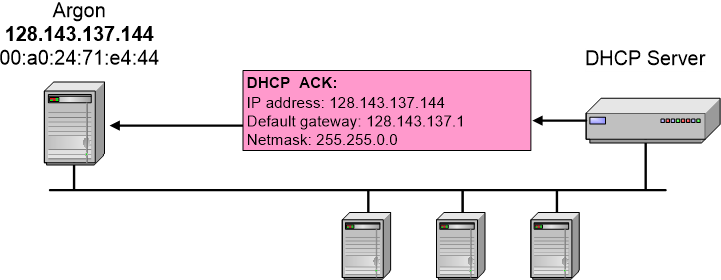 Argon
128.143.137.144
00:a0:24:71:e4:44
DHCP Server
DHCP ACK:
IP address: 128.143.137.144
Default gateway: 128.143.137.1
Netmask: 255.255.0.0